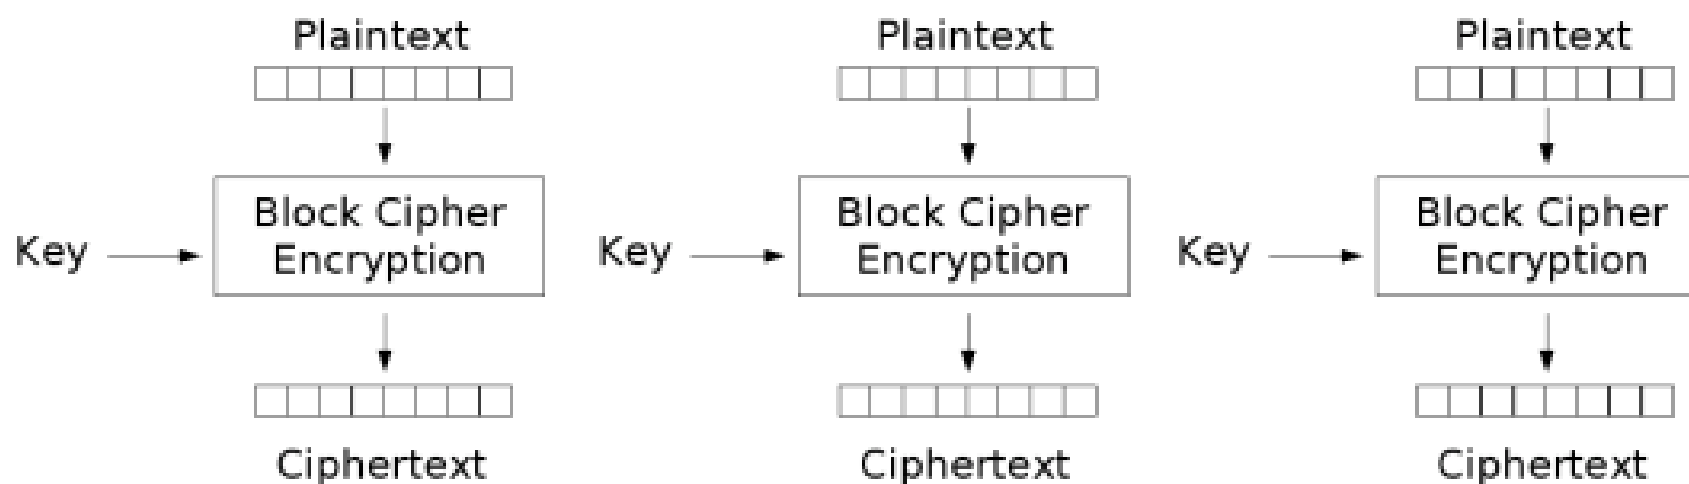 Plaintext
Plaintext
Plaintext
Key
Block Cipher
Encryption
Key
Block Cipher
Encryption
Key
Block Cipher
Encryption
Ciphertext
Ciphertext
Ciphertext